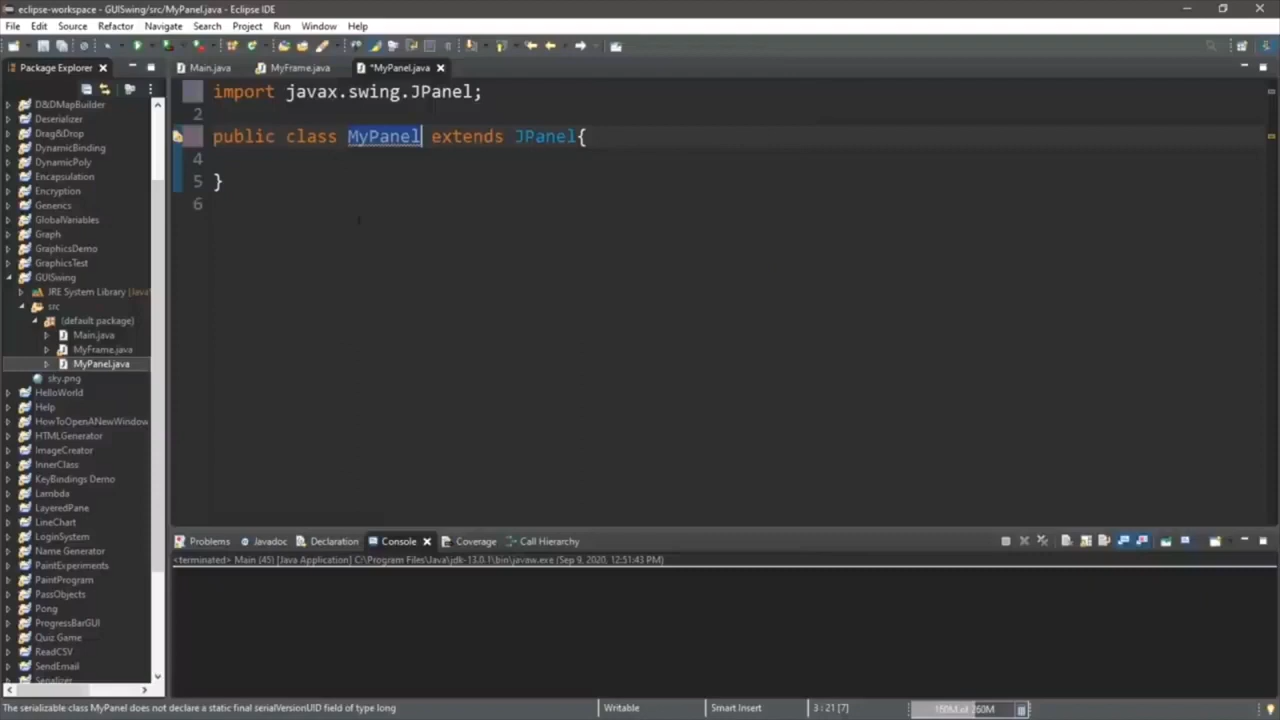 eclipse-workspace - GUISwing/src/MyPanel.java - Eclipse IDE
File Edit Source Refactor Navigate Search Project Run Window Help
Package Explorer
Main.java MyFrame.java *MyPanel.java
D&DMapBuilder
Deserializer
Drag&Drop
DynamicBinding
DynamicPoly
Encapsulation
Encryption
Generics
GlobalVariables
Graph
GraphicsDemo
GraphicsTest
GUISwing
JRE System Library [Java
src
(default package)
Main.java
MyFrame.java
MyPanel.java
sky.png
HelloWorld
Help
HowToOpenANewWindow
HTMLGenerator
ImageCreator
InnerClass
KeyBindings Demo
Lambda
LayeredPane
LineChart
LoginSystem
Name Generator
PaintExperiments
PaintProgram
PassObjects
Pong
ProgressBarGUI
Quiz Game
ReadCSV
SendEmail
Serializer
import javax.swing.JPanel;
2
public class MyPanel extends JPanel{
4
5 }
6
Problems Javadoc Declaration Console Coverage Call Hierarchy
<terminated> Main (45) [Java Application] C:\Program Files\Java\jdk-13.0.1\bin\javaw.exe (Sep 9, 2020, 12:51:43 PM)
The serializable class MyPanel does not declare a static final serialVersionUID field of type long
Writable
Smart Insert
3 : 21 [7]